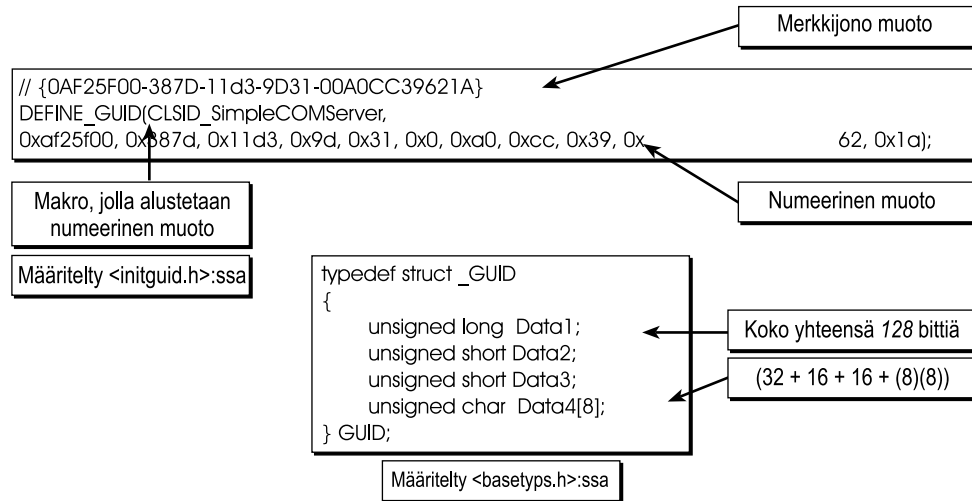 Merkkijono muoto
// {0AF25F00-387D-11d3-9D31-00A0CC39621A}
DEFINE_GUID(CLSID_SimpleCOMServer,
0xaf25f00, 0x387d, 0x11d3, 0x9d, 0x31, 0x0, 0xa0, 0xcc, 0x39, 0x 62, 0x1a);
Makro, jolla alustetaan
numeerinen muoto
Numeerinen muoto
Määritelty <initguid.h>:ssa
typedef struct _GUID
{
unsigned long Data1;
unsigned short Data2;
unsigned short Data3;
unsigned char Data4[8];
} GUID;
Koko yhteensä 128 bittiä
(32 + 16 + 16 + (8)(8))
Määritelty <basetyps.h>:ssa